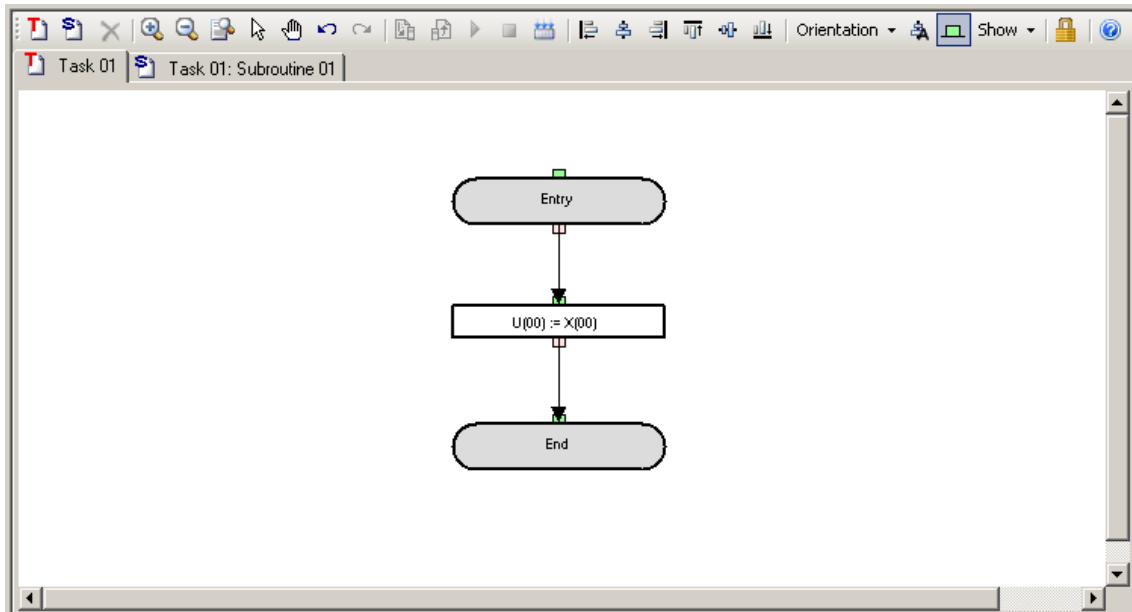 Orientation Show
Task 01 Task 01: Subroutine 01
Entry
U(00) := X(00)
End